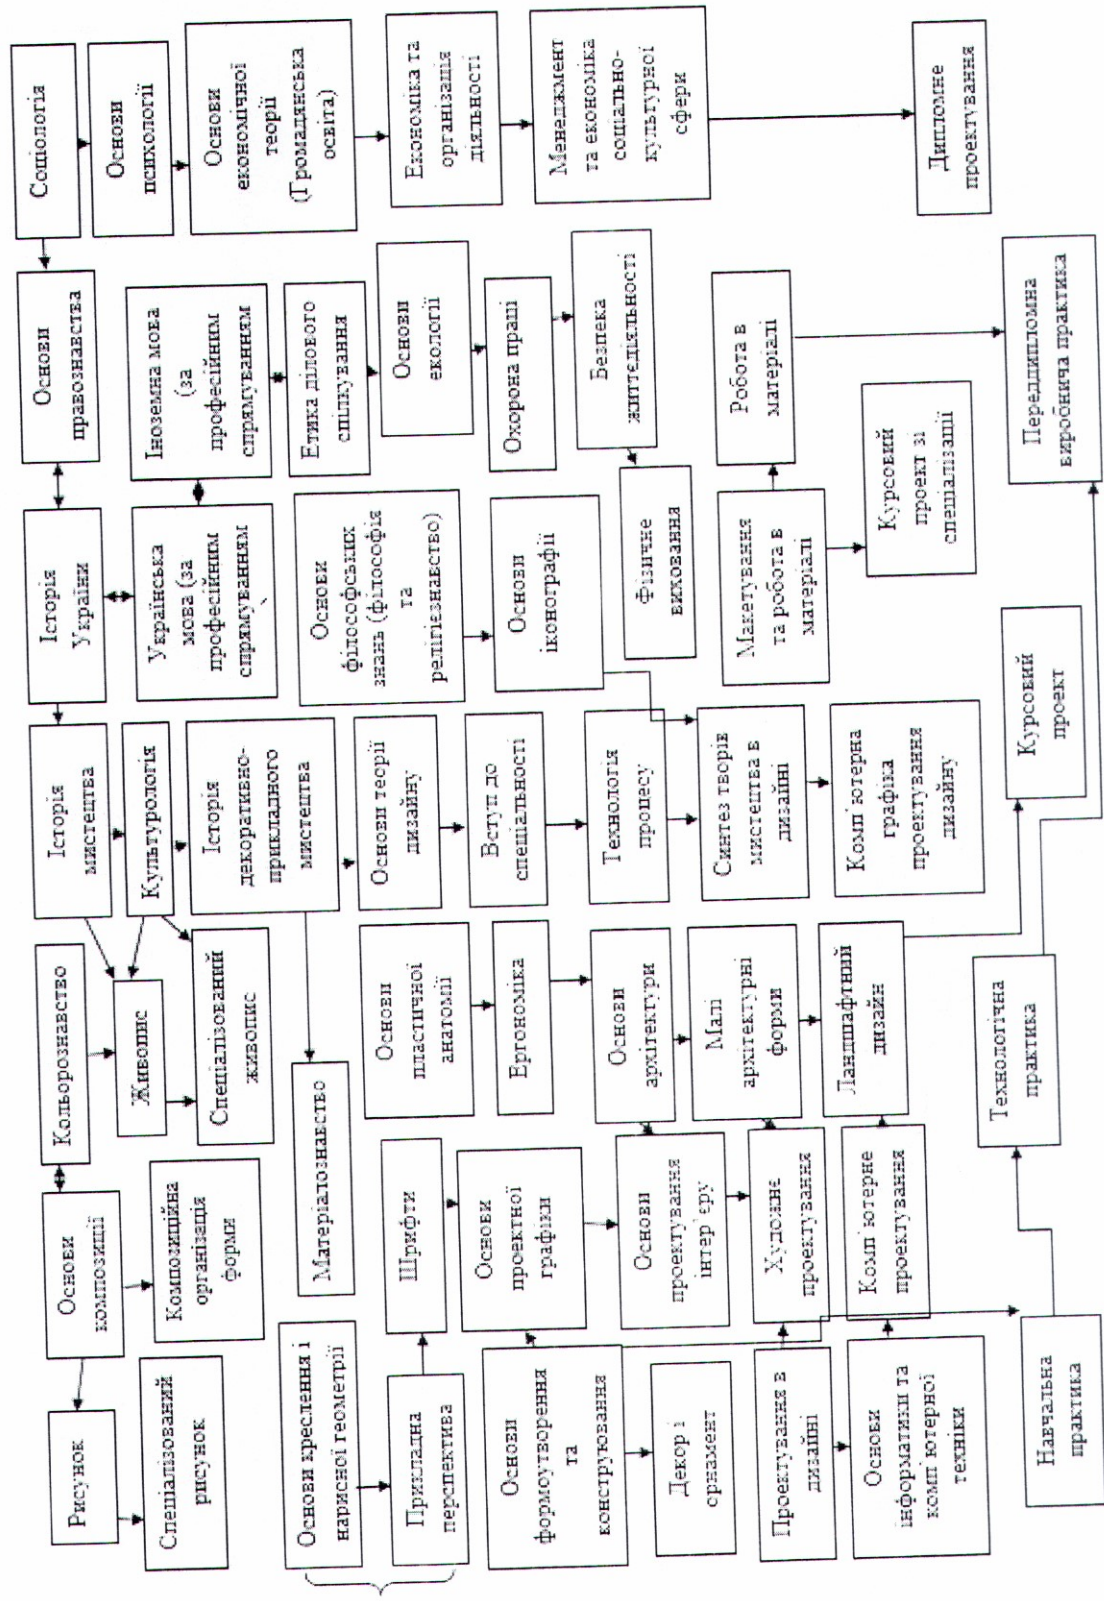 Рисунок
Основи
композиції
Кольорознавство
Історія
мистецтва
Історія
України
Основи
правознавства
Соціологія
Спеціалізований
рисунок
Композиційна
організація
форми
Живопис
Культурологія
Українська
мова (за
професійним
спрямуванням
Іноземна мова
(за
професійним
спрямуванням
Основи
психології
Спеціалізований
живопис
Історія
декоративно-
прикладного
мистецтва
Етика ділового
спілкування
Основи
економічної
теорії
(Громадянська
освіта)
Основи креслення і
нарисної геометрії
Матеріалознавство
Основи
філософських
знань (філософія
та
релігієзнавство)
Основи
екології
Прикладна
перспектива
Шрифти
Основи
пластичної
анатомії
Основи теорії
дизайну
Економіка та
організація
діяльності
Основи
формоутворення
та
конструювання
Основи
проектної
графіки
Ергономіка
Вступ до
спеціальності
Основи
іконографії
Охорона праці
Менеджмент
та економіка
соціально-
культурної
сфери
Безпека
життєдіяльності
Декор і
орнамент
Основи
проектування
інтер`єру
Основи
архітектури
Технологія
процесу
Фізичне
виховання
Проектування в
дизайні
Художнє
проектування
Малі
архітектурні
форми
Синтез творів
мистецтва в
дизайні
Макетування
та робота в
матеріалі
Робота в
матеріалі
Основи
інформатики та
комп`ютерної
техніки
Комп`ютерне
проектування
Ландшафтний
дизайн
Комп`ютерна
графіка
проектування
дизайну
Курсовий
проект зі
спеціалізації
Дипломне
проектування
Навчальна
практика
Технологічна
практика
Курсовий
проект
Переддипломна
виробнича практика